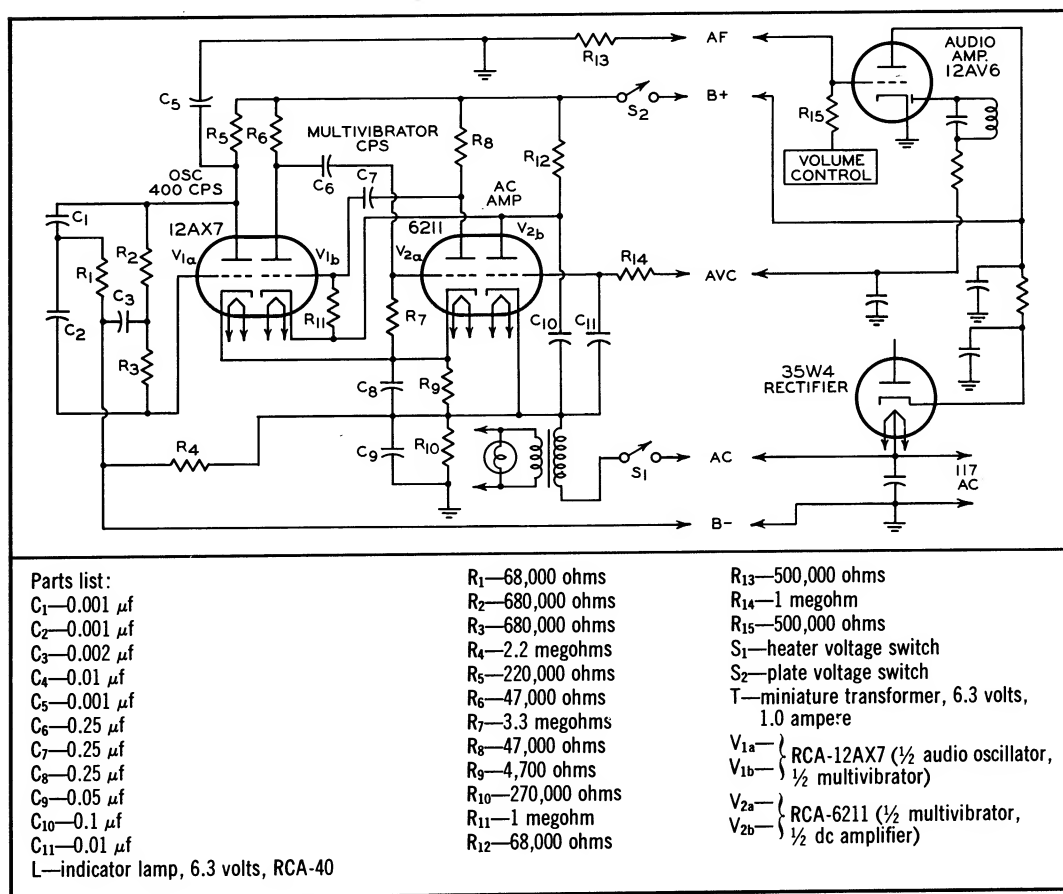 AF
AUDIO
AMP.
12AV6
R13
C5
B+
S2
R5
R6
MULTIVIBRATOR
CPS
R8
R12
R15
VOLUME
CONTROL
OSC
400 CPS
C6
C7
AC
AMP
C1
12AX7
6211
V1a
V1b
V2a
V2b
R1
R2
R14
AVC
C3
R11
R7
C10
C11
C2
R3
35W4
RECTIFIER
C8
R9
R4
C9
R10
S1
AC
117
AC
B-
Parts list:
C1—0.001 μf
C2—0.001 μf
C3—0.002 μf
C4—0.01 μf
C5—0.001 μf
C6—0.25 μf
C7—0.25 μf
C8—0.25 μf
C9—0.05 μf
C10—0.1 μf
C11—0.01 μf
L—indicator lamp, 6.3 volts, RCA-40
R1—68,000 ohms
R2—680,000 ohms
R3—680,000 ohms
R4—2.2 megohms
R5—220,000 ohms
R6—47,000 ohms
R7—3.3 megohms
R8—47,000 ohms
R9—4,700 ohms
R10—270,000 ohms
R11—1 megohm
R12—68,000 ohms
R13—500,000 ohms
R14—1 megohm
R15—500,000 ohms
S1—heater voltage switch
S2—plate voltage switch
T—miniature transformer, 6.3 volts,
1.0 ampere
V1a—
V1b—
RCA-12AX7 (½ audio oscillator,
½ multivibrator)
V2a—
V2b—
RCA-6211 (½ multivibrator,
½ dc amplifier)